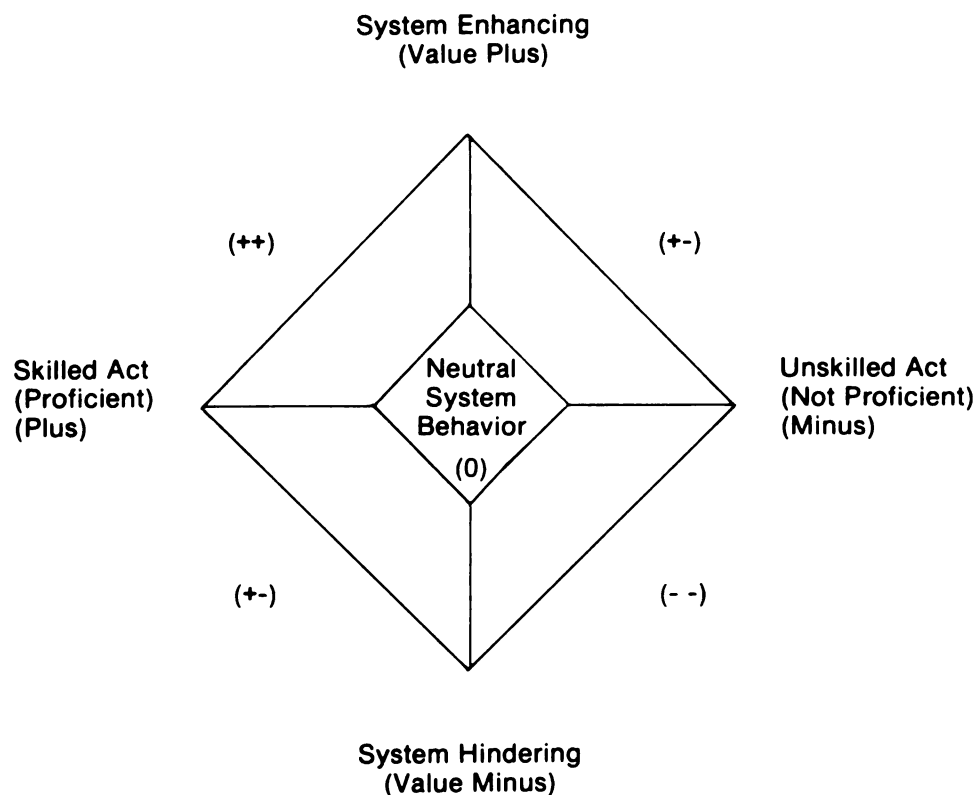 System Enhancing
(Value Plus)
(++)
(+-)
Skilled Act
(Proficient)
(Plus)
Neutral
System
Behavior
(0)
Unskilled Act
(Not Proficient)
(Minus)
(+-)
(- -)
System Hindering
(Value Minus)